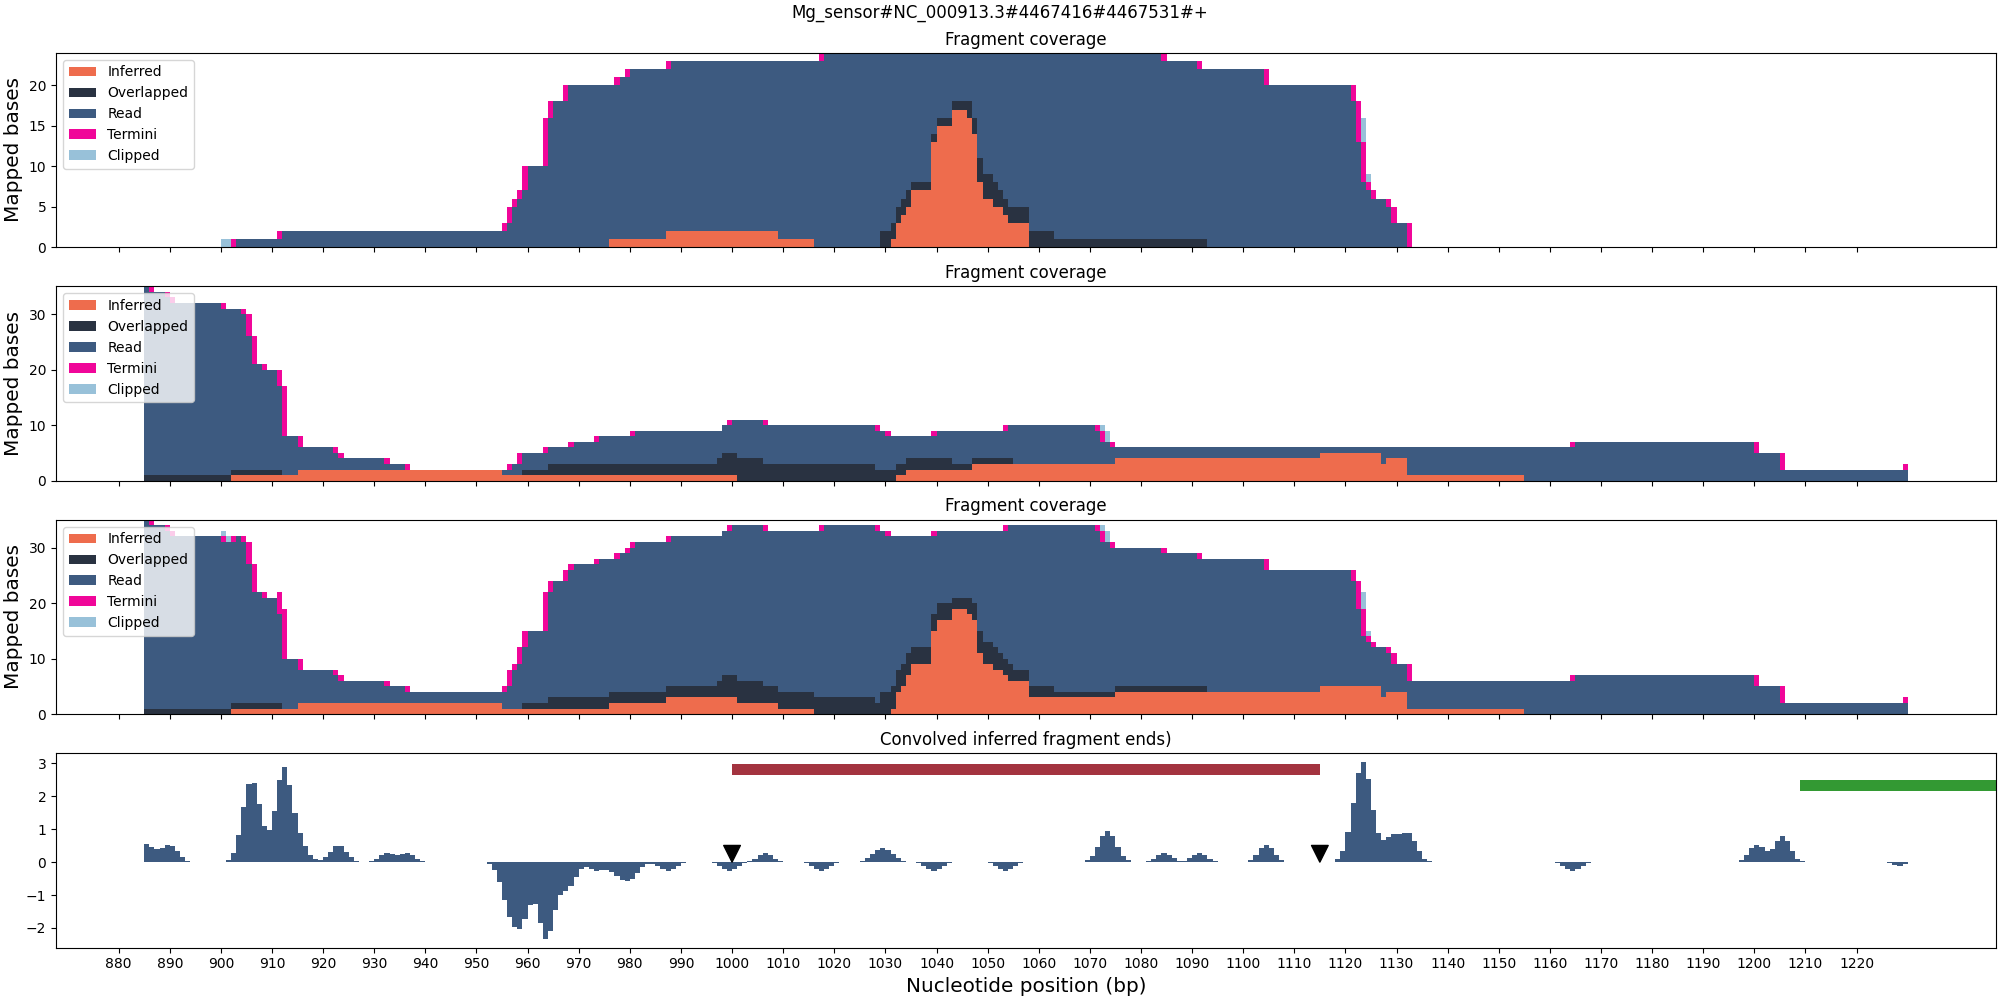 Mg_sensor#NC_000913.3#4467416#4467531#+
Fragment coverage
Mapped bases
20
15
10
5
0
Inferred
Overlapped
Read
Termini
Clipped
Fragment coverage
Mapped bases
30
20
10
0
Inferred
Overlapped
Read
Termini
Clipped
Fragment coverage
Mapped bases
30
20
10
0
Inferred
Overlapped
Read
Termini
Clipped
Convolved inferred fragment ends)
3
2
1
0
−1
−2
880 890 900 910 920 930 940 950 960 970 980 990 1000 1010 1020 1030 1040 1050 1060 1070 1080 1090 1100 1110 1120 1130 1140 1150 1160 1170 1180 1190 1200 1210 1220
Nucleotide position (bp)